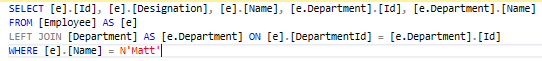 SELECT [e].[Id], [e].[Designation], [e].[Name], [e.Department].[Id], [e.Department].[Name]
FROM [Employee] AS [e]
LEFT JOIN [Department] AS [e.Department] ON [e].[DepartmentId] = [e.Department].[Id]
WHERE [e].[Name] = N'Matt'